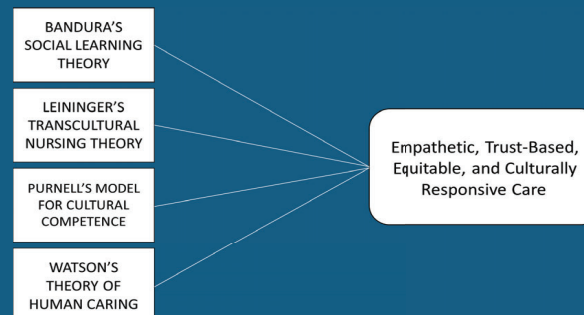 BANDURA'S
SOCIAL LEARNING
THEORY
LEININGER'S
TRANSCULTURAL
NURSING THEORY
PURNELL'S MODEL
FOR CULTURAL
COMPETENCE
WATSON'S
THEORY OF
HUMAN CARING
Empathetic, Trust-Based,
Equitable, and Culturally
Responsive Care